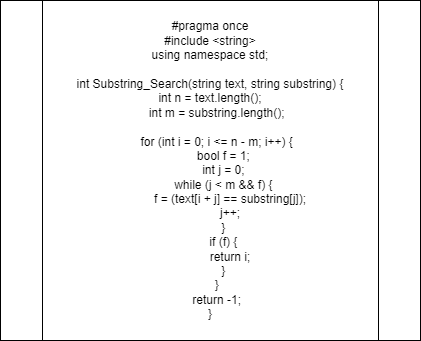 #pragma once
#include <string>
using namespace std;
int Substring_Search(string text, string substring) {
int n = text.length();
int m = substring.length();
for (int i = 0; i <= n - m; i++) {
bool f = 1;
int j = 0;
while (j < m && f) {
f = (text[i + j] == substring[j]);
j++;
}
if (f) {
return i;
}
}
return -1;
}